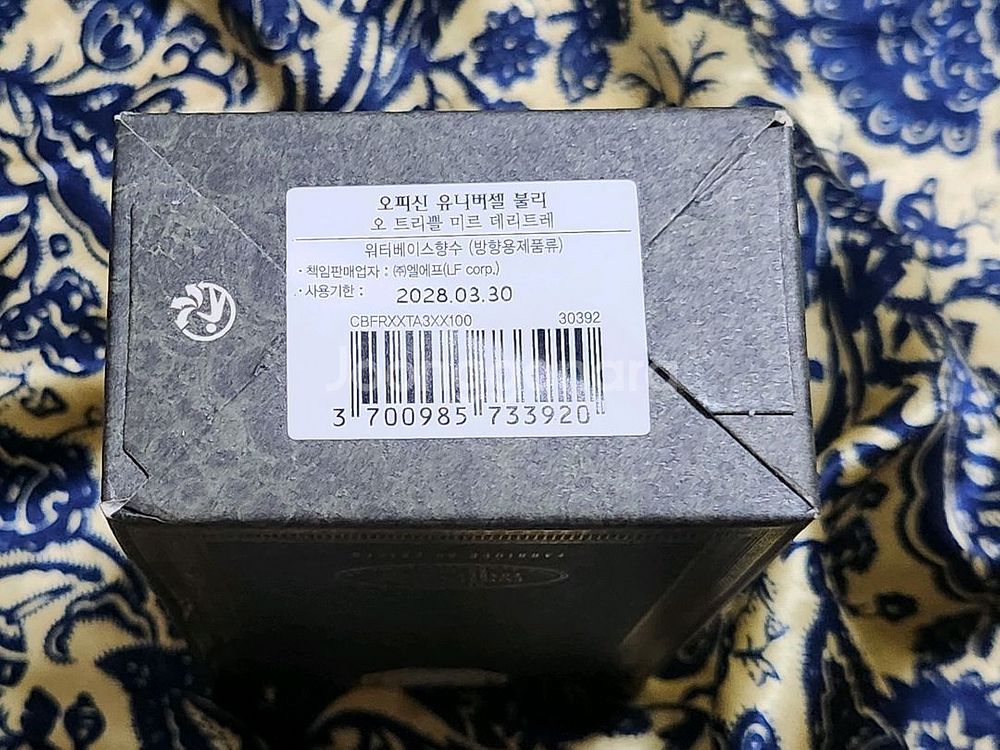 오피신 유니버셀 불리
오 트리쁠 미르 데리트레
워터베이스향수 (방향용제품류)
· 책임판매업자 : ㈜엘에프(LF corp.)
· 사용기한 : 2028.03.30
CBFRXXTA3XX100 30392
3 700985 733920